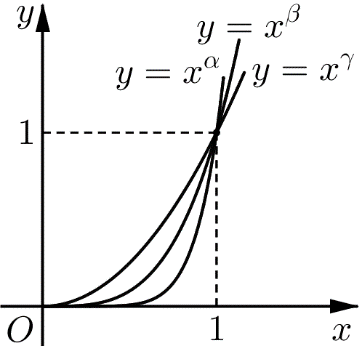 y
y = x^β
y = x^α
y = x^γ
1
O
1
x